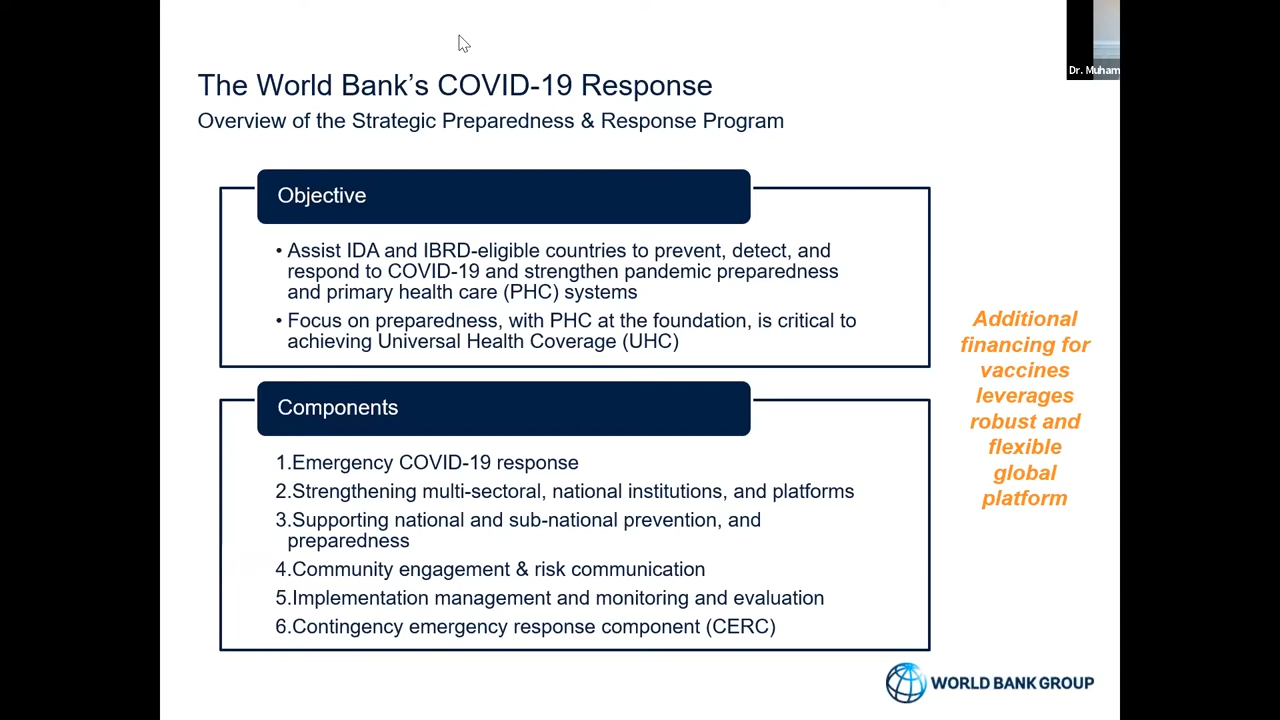 Dr. Muham
The World Bank’s COVID-19 Response
Overview of the Strategic Preparedness & Response Program
Objective
• Assist IDA and IBRD-eligible countries to prevent, detect, and
respond to COVID-19 and strengthen pandemic preparedness
and primary health care (PHC) systems
• Focus on preparedness, with PHC at the foundation, is critical to
achieving Universal Health Coverage (UHC)
Components
1.Emergency COVID-19 response
2.Strengthening multi-sectoral, national institutions, and platforms
3.Supporting national and sub-national prevention, and
preparedness
4.Community engagement & risk communication
5.Implementation management and monitoring and evaluation
6.Contingency emergency response component (CERC)
Additional
financing for
vaccines
leverages
robust and
flexible
global
platform
WORLD BANK GROUP